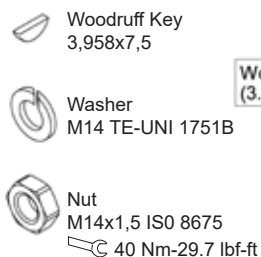 Woodruff Key
3,958x7,5
Washer
M14 TE-UNI 1751B
Nut
M14x1,5 IS0 8675
40 Nm-29.7 lbf-ft